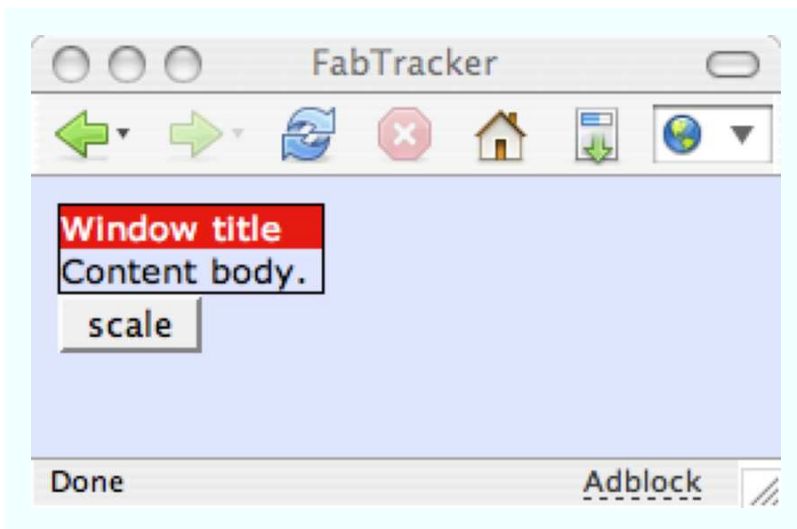 FabTracker
Window title
Content body.
scale
Done Adblock